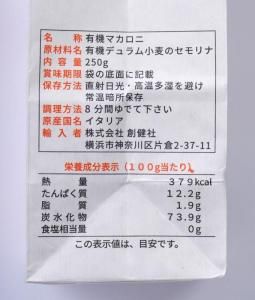 名称 有機マカロニ
原材料名 有機デュラム小麦のセモリナ
内容量 250g
賞味期限 袋の底面に記載
保存方法 直射日光・高温多湿を避け
常温暗所保存
調理方法 8分間ゆでて下さい
原産国名 イタリア
輸入者 株式会社 創健社
横浜市神奈川区片倉2-37-11
栄養成分表示(100g当たり)
熱量 379kcal
たんぱく質 12.2g
脂質 1.9g
炭水化物 73.9g
食塩相当量 0g
この表示値は、目安です。